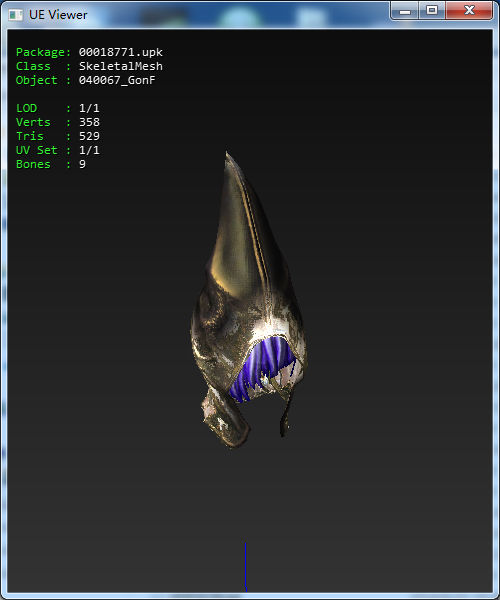 UE Viewer
Package: 00018771.upk
Class : SkeletalMesh
Object : 040067_GonF
LOD : 1/1
Verts : 358
Tris : 529
UV Set : 1/1
Bones : 9